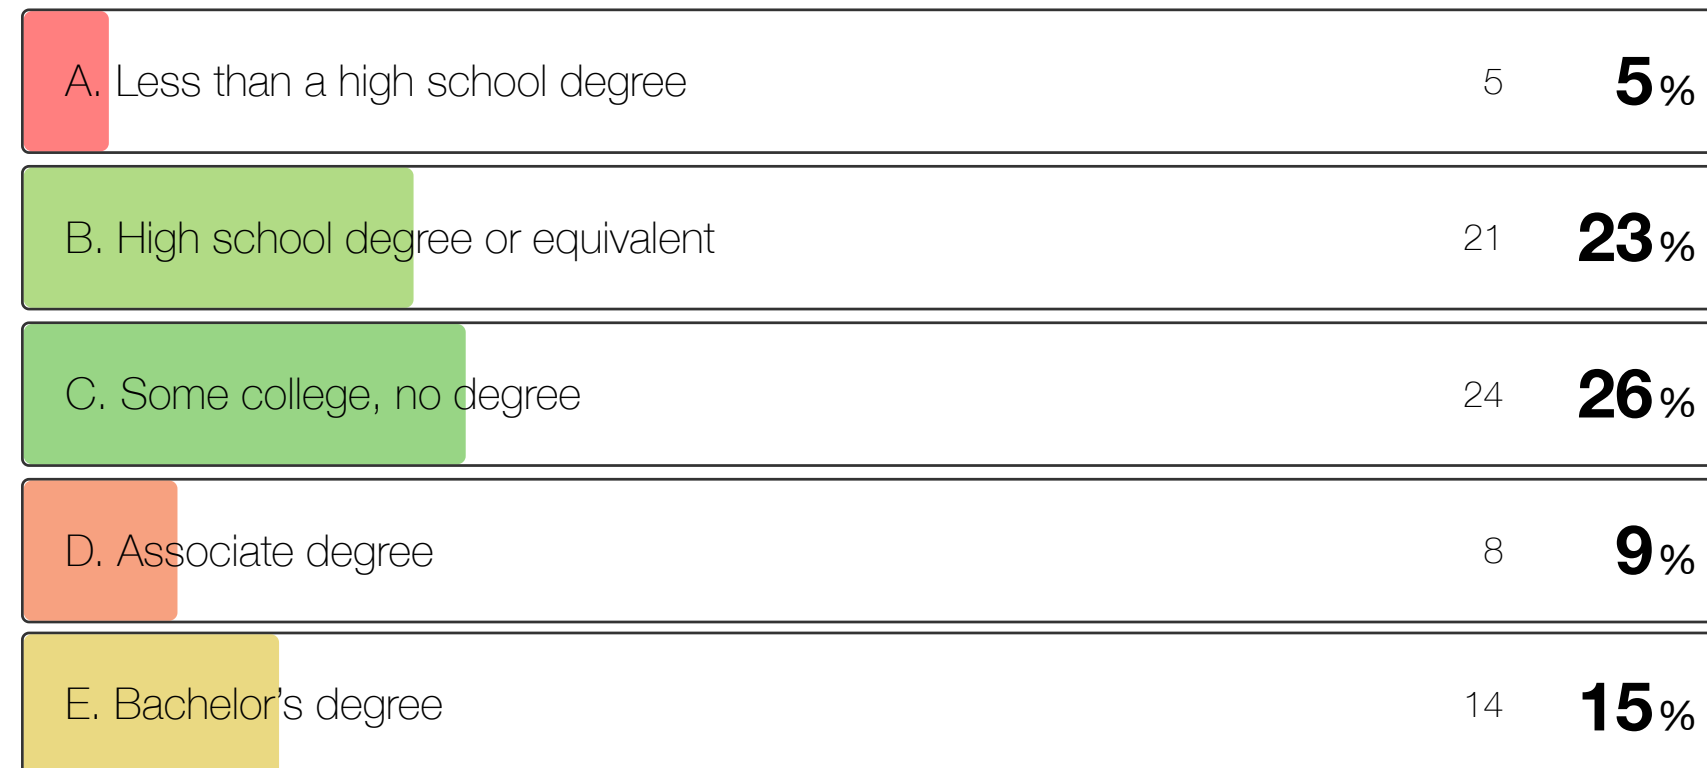 A. Less than a high school degree 5 5%
B. High school degree or equivalent 21 23%
C. Some college, no degree 24 26%
D. Associate degree 8 9%
E. Bachelor’s degree 14 15%